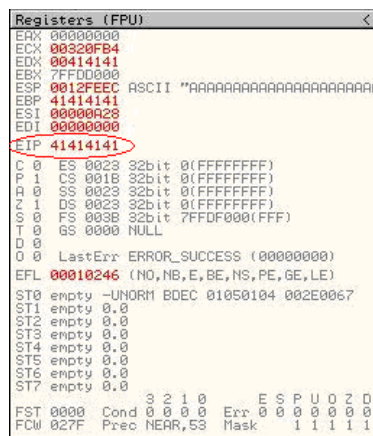 Registers (FPU) <
EAX 00000000
ECX 00320FB4
EDX 00414141
EBX 7FFDD000
ESP 0012FEEC ASCII "AAAAAAAAAAAAAAAAAAAAA
EBP 41414141
ESI 00000A28
EDI 00000000
EIP 41414141
C 0 ES 0023 32bit 0(FFFFFFFF)
P 1 CS 001B 32bit 0(FFFFFFFF)
A 0 SS 0023 32bit 0(FFFFFFFF)
Z 1 DS 0023 32bit 0(FFFFFFFF)
S 0 FS 003B 32bit 7FFDF000(FFF)
T 0 GS 0000 NULL
D 0
O 0 LastErr ERROR_SUCCESS (00000000)
EFL 00010246 (NO,NB,E,BE,NS,PE,GE,LE)
ST0 empty -UNORM BDEC 01050104 002E0067
ST1 empty 0.0
ST2 empty 0.0
ST3 empty 0.0
ST4 empty 0.0
ST5 empty 0.0
ST6 empty 0.0
ST7 empty 0.0
3 2 1 0 E S P U O Z D
FST 0000 Cond 0 0 0 0 Err 0 0 0 0 0 0 0
FCW 027F Prec NEAR,53 Mask 1 1 1 1 1